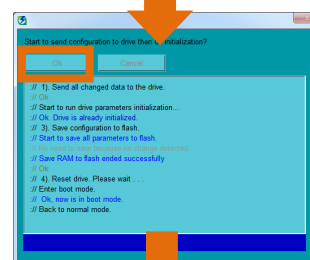 Start to send configuration to drive then do initialization?
Ok
Cancel
:// 1). Send all changed data to the drive.
:// Ok
:// Start to run drive parameters initialization...
:// Ok. Drive is already initialized.
:// 3). Save configuration to flash.
:// Start to save all parameters to flash.
:// No need to save because no change detected.
:// Save RAM to flash ended successfully
:// Ok
:// 4). Reset drive. Please wait . . .
:// Enter boot mode.
:// Ok, now is in boot mode.
:// Back to normal mode.